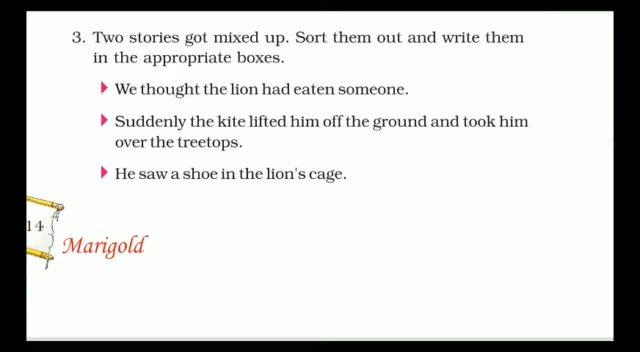 3. Two stories got mixed up. Sort them out and write them
in the appropriate boxes.
We thought the lion had eaten someone.
Suddenly the kite lifted him off the ground and took him
over the treetops.
He saw a shoe in the lion's cage.
14
Marigold